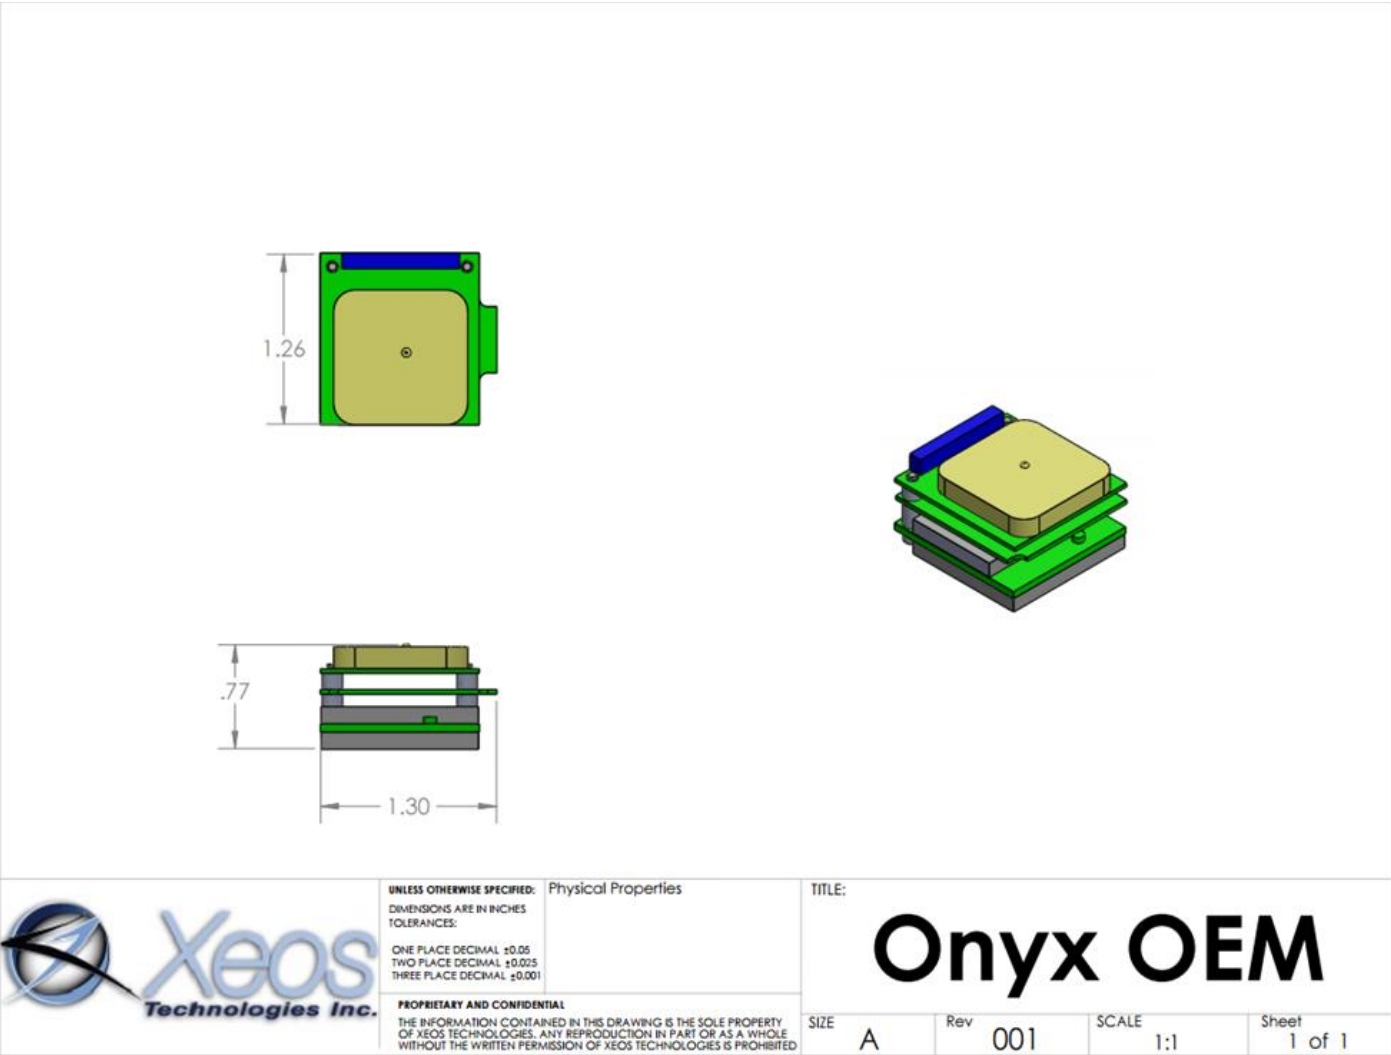 1.26
.77
1.30
Xeos
Technologies Inc.
UNLESS OTHERWISE SPECIFIED:
DIMENSIONS ARE IN INCHES
TOLERANCES:
ONE PLACE DECIMAL ±0.05
TWO PLACE DECIMAL ±0.025
THREE PLACE DECIMAL ±0.001
Physical Properties
PROPRIETARY AND CONFIDENTIAL
THE INFORMATION CONTAINED IN THIS DRAWING IS THE SOLE PROPERTY
OF XEOS TECHNOLOGIES. ANY REPRODUCTION IN PART OR AS A WHOLE
WITHOUT THE WRITTEN PERMISSION OF XEOS TECHNOLOGIES IS PROHIBITED
TITLE:
Onyx OEM
SIZE
A
Rev
001
SCALE
1:1
Sheet
1 of 1